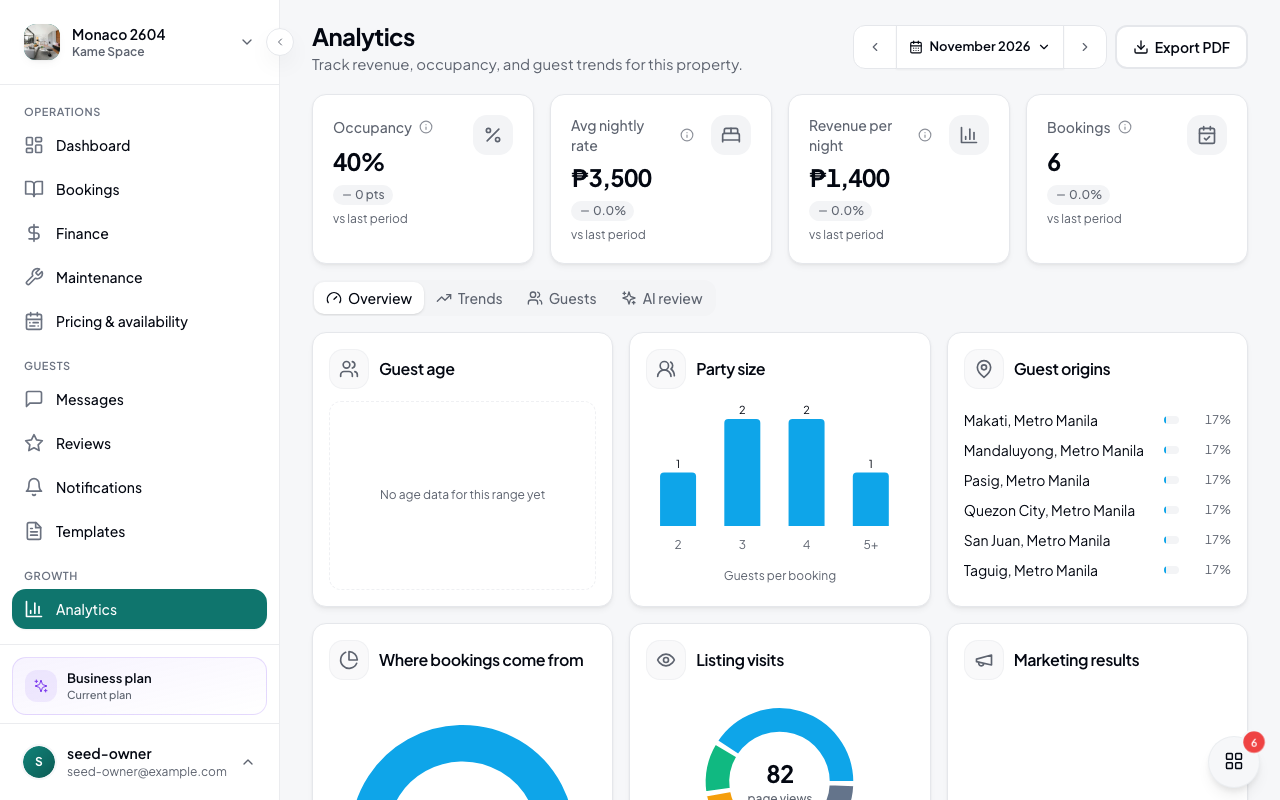 Monaco 2604
Kame Space
OPERATIONS
Dashboard
Bookings
Finance
Maintenance
Pricing & availability
GUESTS
Messages
Reviews
Notifications
Templates
GROWTH
Analytics
Business plan
Current plan
S
seed-owner
seed-owner@example.com
Analytics
Track revenue, occupancy, and guest trends for this property.
November 2026
Export PDF
Occupancy
40%
— 0 pts
vs last period
Avg nightly
rate
₱3,500
— 0.0%
vs last period
Revenue per
night
₱1,400
— 0.0%
vs last period
Bookings
6
— 0.0%
vs last period
Overview
Trends
Guests
AI review
Guest age
No age data for this range yet
Party size
1
2
2
1
2
3
4
5+
Guests per booking
Guest origins
Makati, Metro Manila 17%
Mandaluyong, Metro Manila 17%
Pasig, Metro Manila 17%
Quezon City, Metro Manila 17%
San Juan, Metro Manila 17%
Taguig, Metro Manila 17%
Where bookings come from
Listing visits
82
page views
Marketing results
6